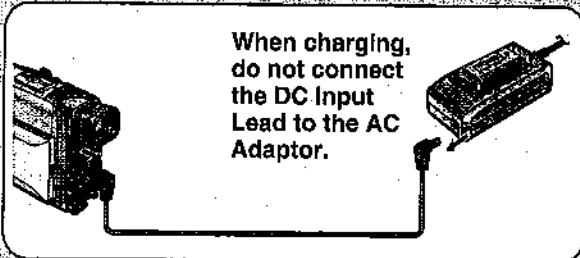 When charging,
do not connect
the DC Input
Lead to the AC
Adaptor.